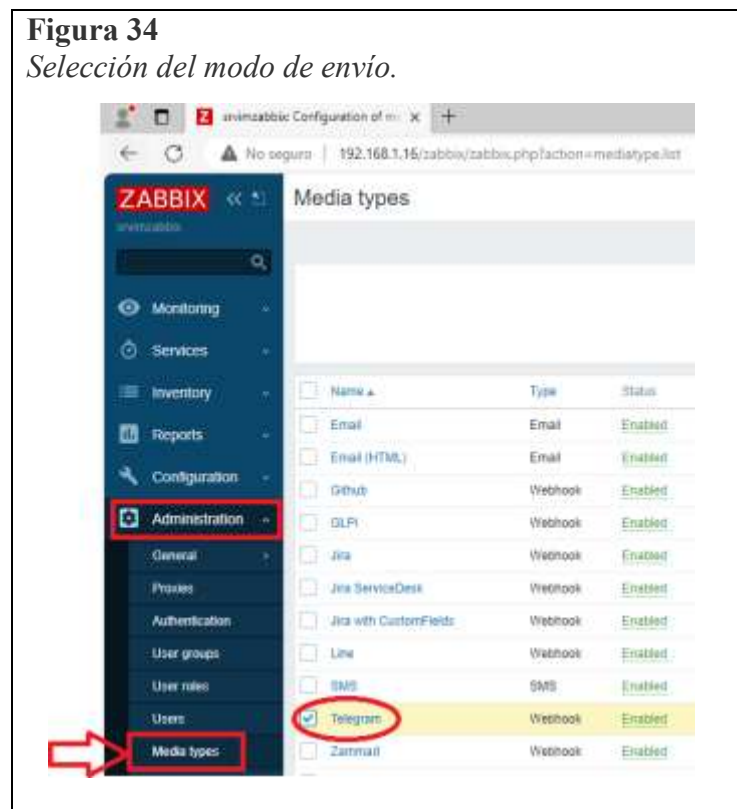 Figura 34
Selección del modo de envío.
Configuration of m
No seguro | 192.168.1.16/zabbix/zabbix.php?action=mediatype.list
ZABBIX
Media types
Monitoring
Services
Inventory
Name Type Status
Email Email Enabled
Reports
Email (HTML) Email Enabled
Configuration
Github Webhook Enabled
Administration
GLPI Webhook Enabled
General
Jira Webhook Enabled
Proxies
Jira ServiceDesk Webhook Enabled
Authentication
Jira with CustomFields Webhook Enabled
User groups
Line Webhook Enabled
User roles
SMS SMS Enabled
Users
Telegram Webhook Enabled
Media types
Zammad Webhook Enabled